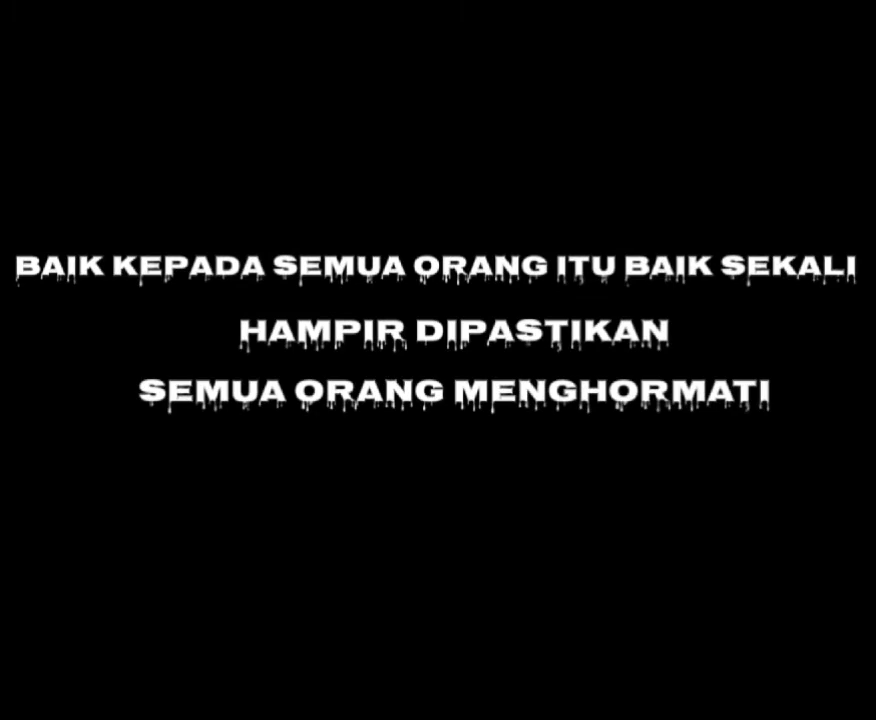 BAIK KEPADA SEMUA ORANG ITU BAIK SEKALI
HAMPIR DIPASTIKAN
SEMUA ORANG MENGHORMATI